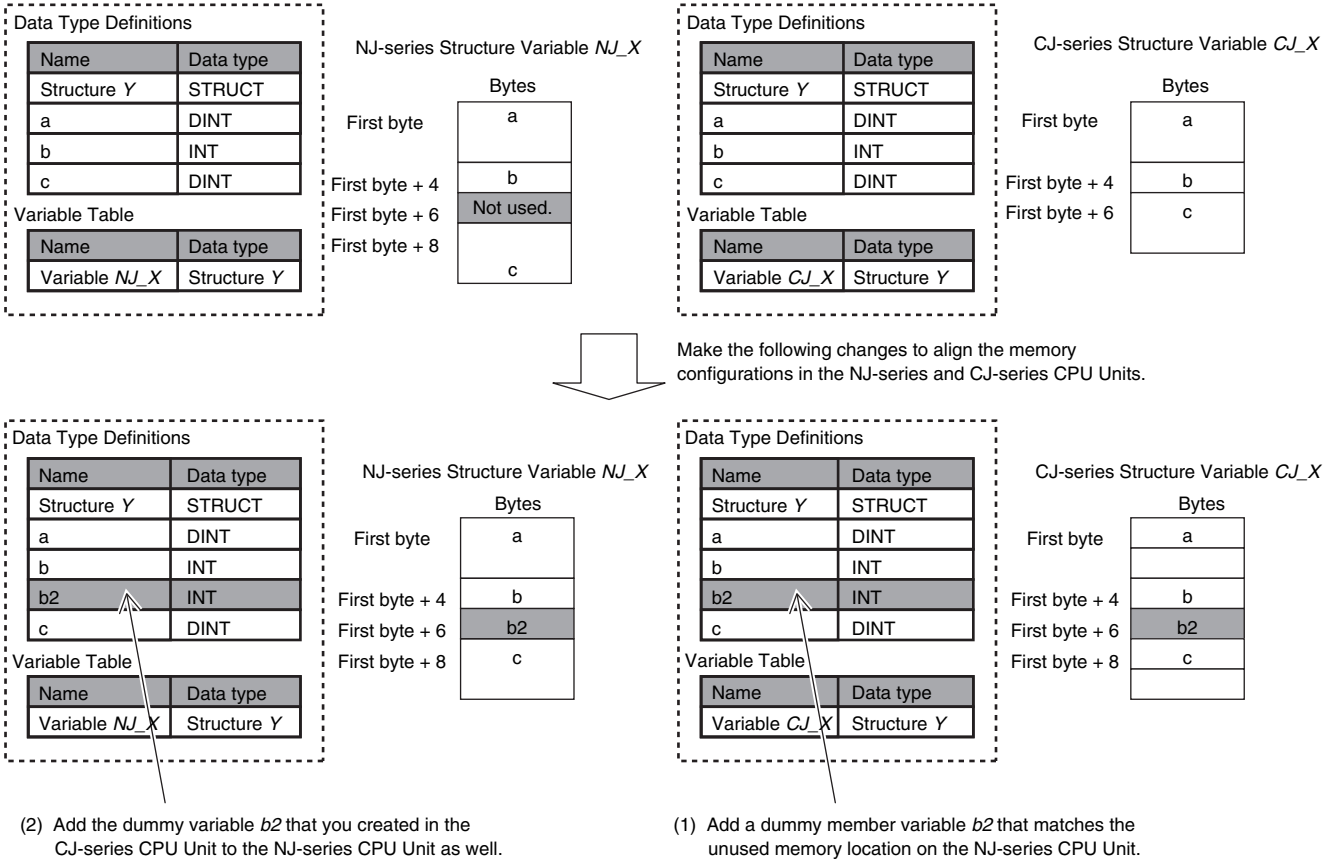 Data Type Definitions
Name Data type
Structure Y STRUCT
a DINT
b INT
c DINT
Variable Table
Name Data type
Variable NJ_X Structure Y
NJ-series Structure Variable NJ_X
Bytes
First byte a
First byte + 4 b
First byte + 6 Not used.
First byte + 8
c
Data Type Definitions
Name Data type
Structure Y STRUCT
a DINT
b INT
c DINT
Variable Table
Name Data type
Variable CJ_X Structure Y
CJ-series Structure Variable CJ_X
Bytes
First byte a
First byte + 4 b
First byte + 6 c
Make the following changes to align the memory
configurations in the NJ-series and CJ-series CPU Units.
Data Type Definitions
Name Data type
Structure Y STRUCT
a DINT
b INT
b2 INT
c DINT
Variable Table
Name Data type
Variable NJ_X Structure Y
NJ-series Structure Variable NJ_X
Bytes
First byte a
First byte + 4 b
First byte + 6 b2
First byte + 8 c
Data Type Definitions
Name Data type
Structure Y STRUCT
a DINT
b INT
b2 INT
c DINT
Variable Table
Name Data type
Variable CJ_X Structure Y
CJ-series Structure Variable CJ_X
Bytes
First byte a
First byte + 4 b
First byte + 6 b2
First byte + 8 c
(2) Add the dummy variable b2 that you created in the
CJ-series CPU Unit to the NJ-series CPU Unit as well.
(1) Add a dummy member variable b2 that matches the
unused memory location on the NJ-series CPU Unit.